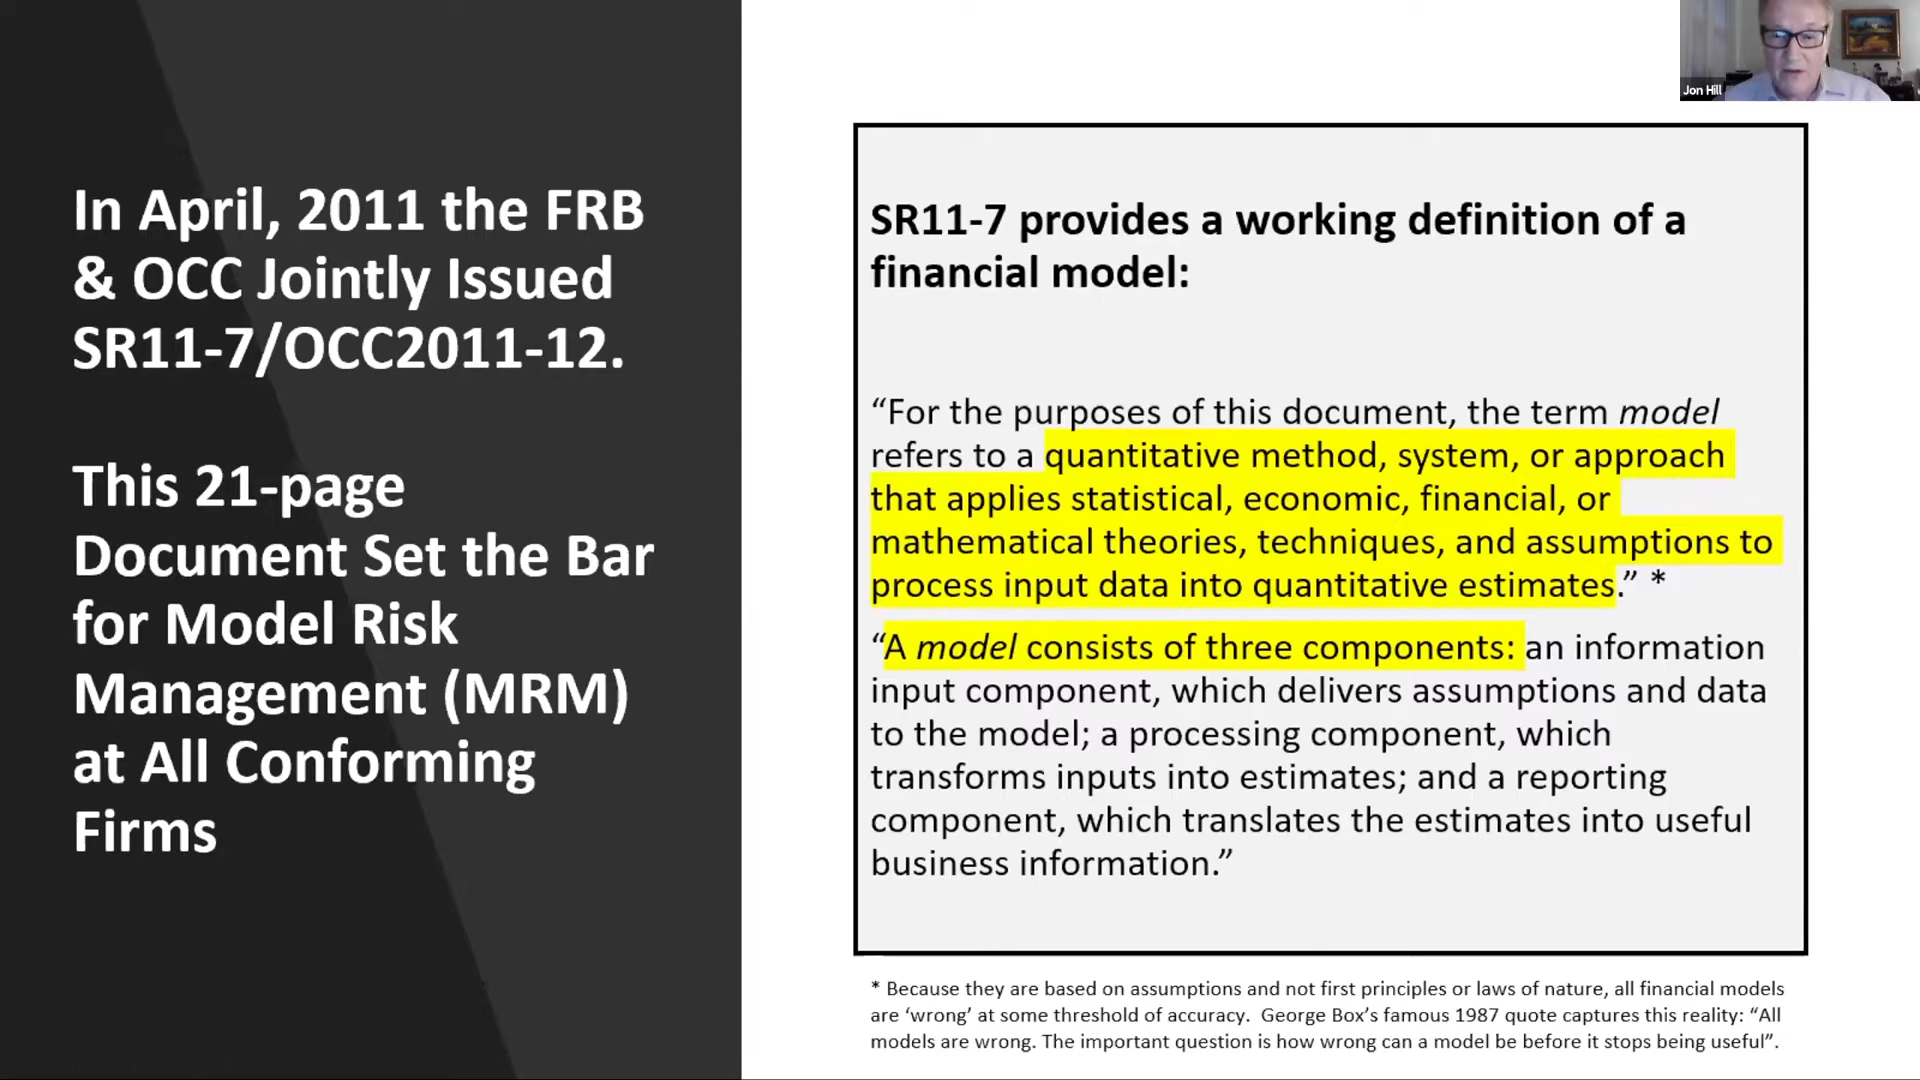 In April, 2011 the FRB
& OCC Jointly Issued
SR11-7/OCC2011-12.
This 21-page
Document Set the Bar
for Model Risk
Management (MRM)
at All Conforming
Firms
Jon Hill
SR11-7 provides a working definition of a
financial model:
“For the purposes of this document, the term model
refers to a quantitative method, system, or approach
that applies statistical, economic, financial, or
mathematical theories, techniques, and assumptions to
process input data into quantitative estimates.” *
“A model consists of three components: an information
input component, which delivers assumptions and data
to the model; a processing component, which
transforms inputs into estimates; and a reporting
component, which translates the estimates into useful
business information.”
* Because they are based on assumptions and not first principles or laws of nature, all financial models
are ‘wrong’ at some threshold of accuracy.  George Box’s famous 1987 quote captures this reality: “All
models are wrong. The important question is how wrong can a model be before it stops being useful”.